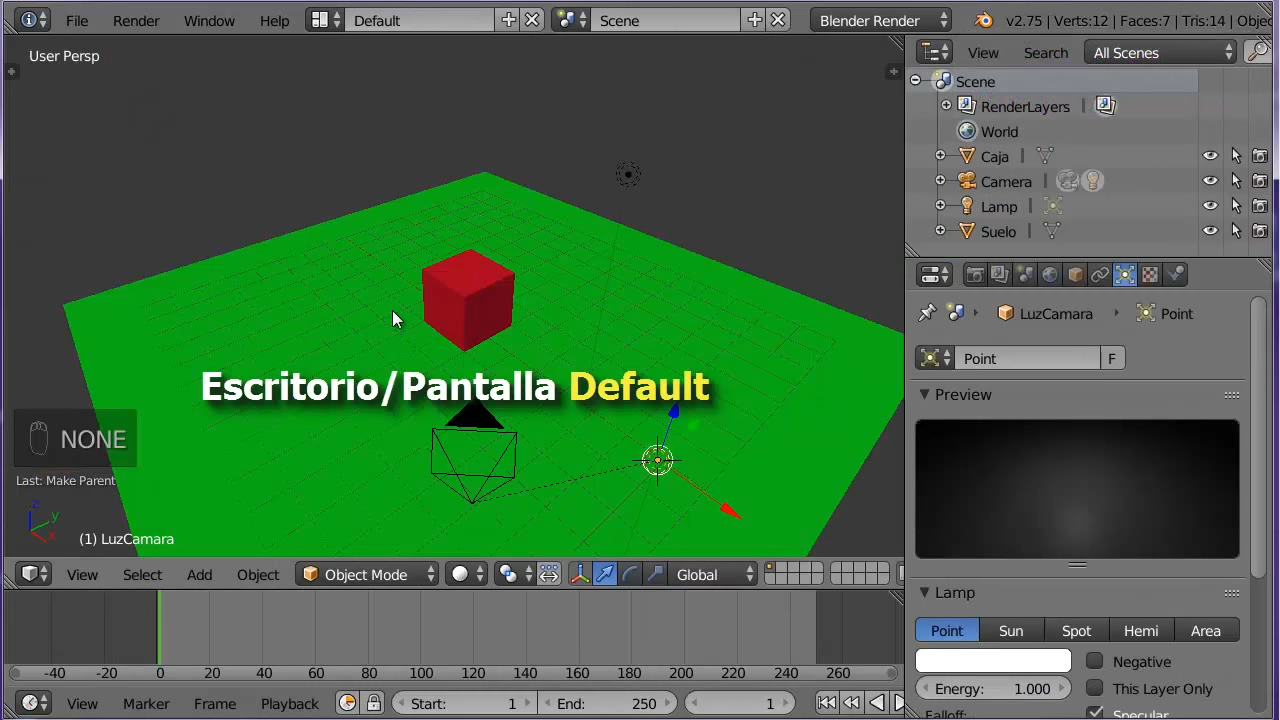 File Render Window Help Default Scene Blender Render v2.75 | Verts:12 | Faces:7 | Tris:14 | Objec
User Persp
View Search All Scenes
Scene
RenderLayers |
World
Caja |
Camera |
Lamp |
Suelo |
LuzCamara Point
Point F
Preview
Escritorio/Pantalla Default
NONE
Last: Make Parent
z
y
x
(1) LuzCamara
View Select Add Object Object Mode Global
Lamp
Point Sun Spot Hemi Area
Negative
Energy: 1.000 This Layer Only
Falloff: Specular
-40 -20 0 20 40 60 80 100 120 140 160 180 200 220 240 260
View Marker Frame Playback Start: 1 End: 250 1